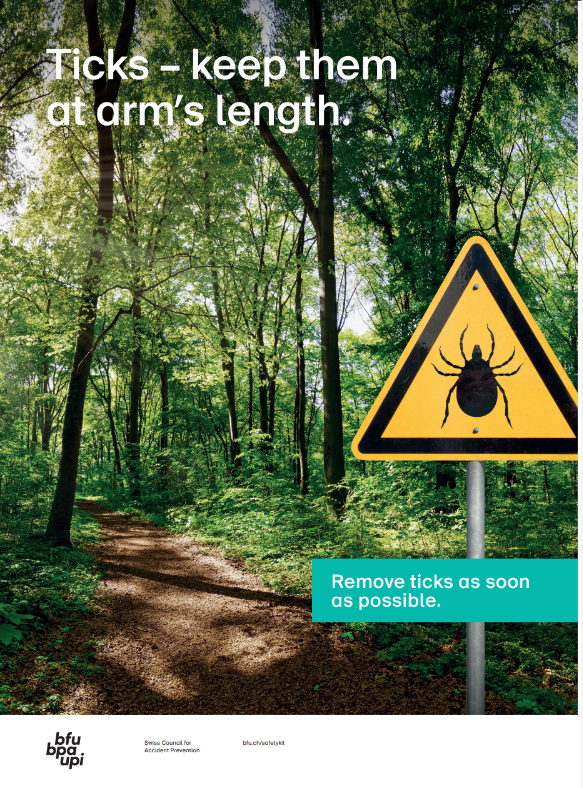 Ticks – keep them
at arm's length.
Remove ticks as soon
as possible.
bfu
bpa
upi
Swiss Council for
Accident Prevention
bfu.ch/safetykit